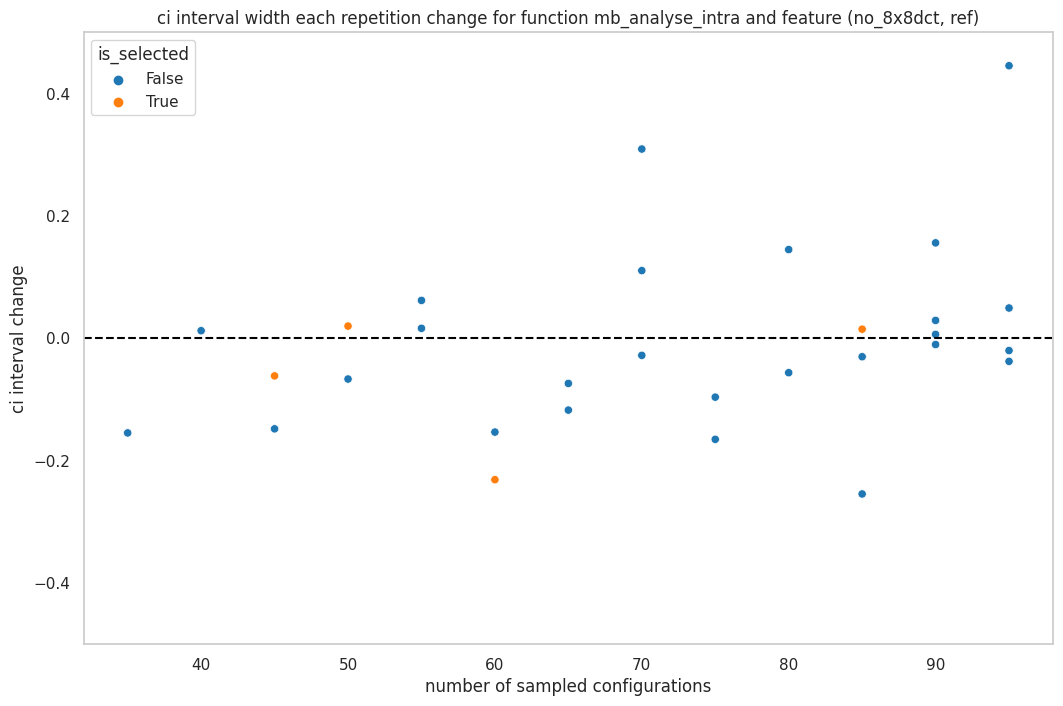 ci interval width each repetition change for function mb_analyse_intra and feature (no_8x8dct, ref)
is_selected
False
True
0.4
0.2
0.0
−0.2
−0.4
ci interval change
40 50 60 70 80 90
number of sampled configurations